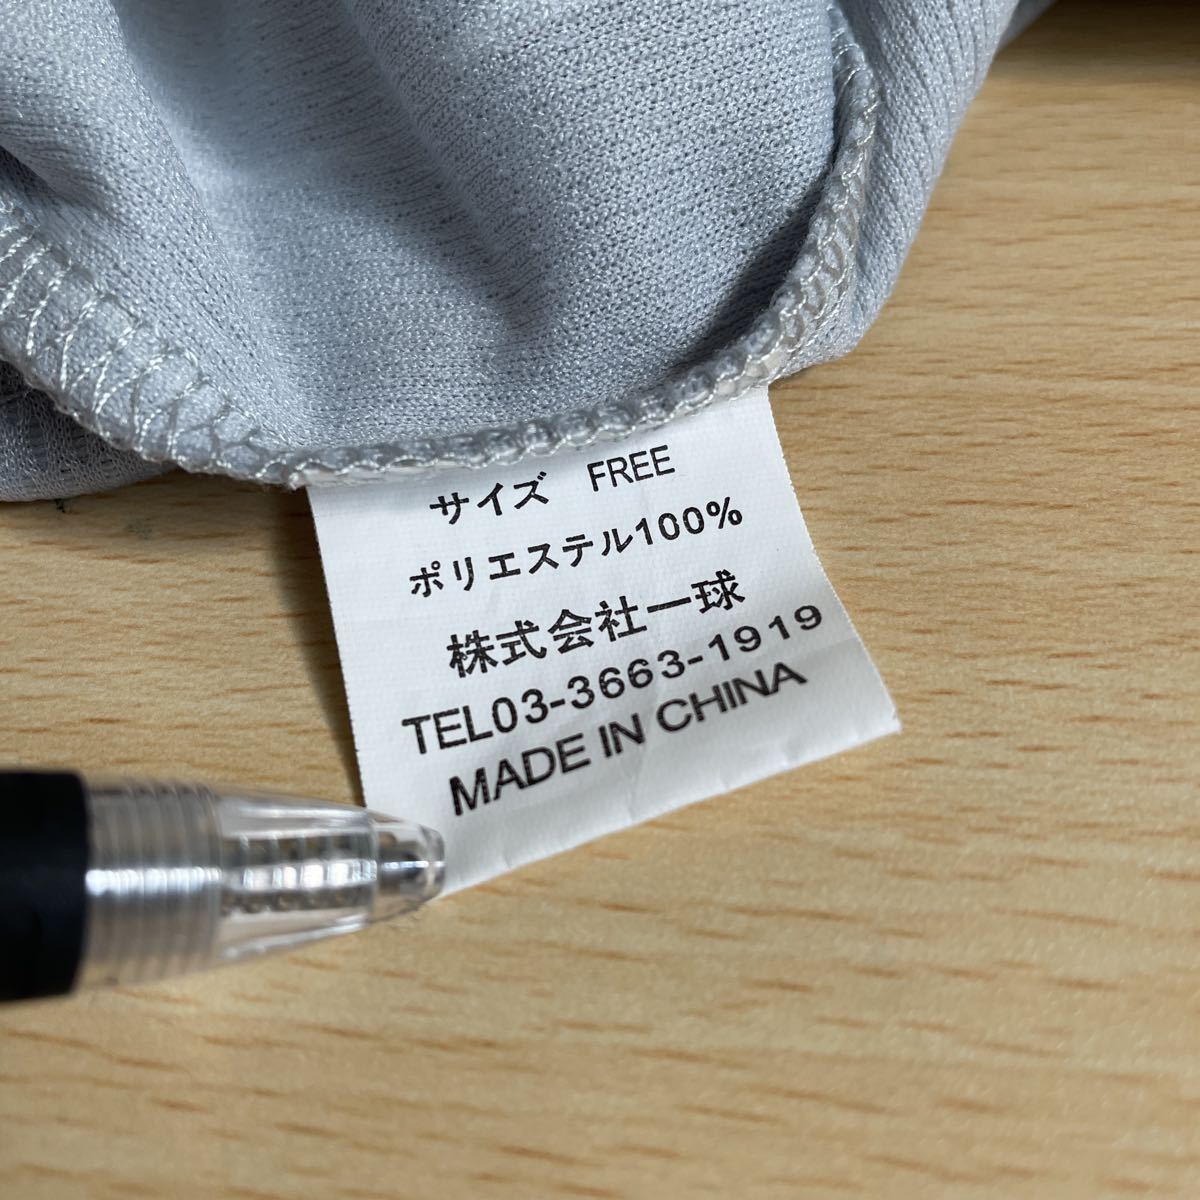 サイズ　FREE
ポリエステル100%
株式会社一球
TEL03-3663-1919
MADE IN CHINA